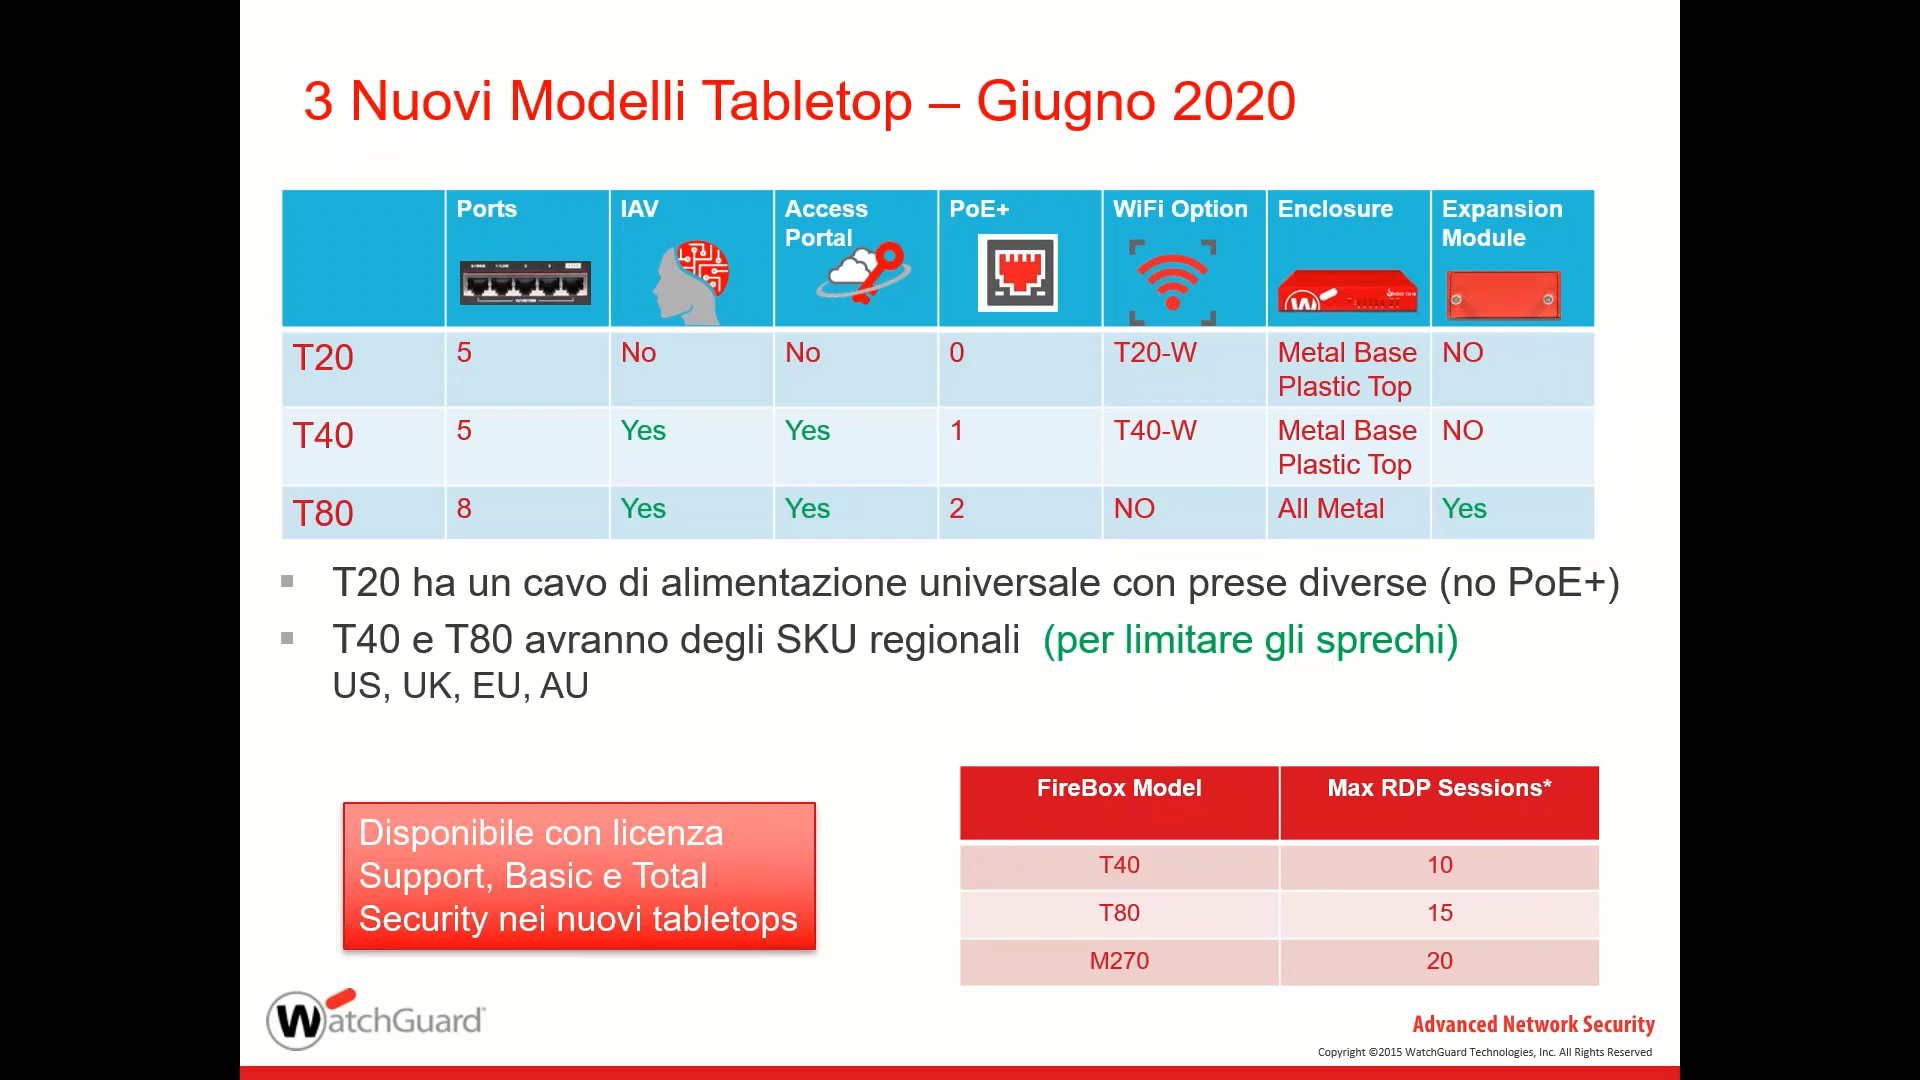 3 Nuovi Modelli Tabletop – Giugno 2020
Ports IAV Access Portal PoE+ WiFi Option Enclosure Expansion Module
T20 5 No No 0 T20-W Metal Base Plastic Top NO
T40 5 Yes Yes 1 T40-W Metal Base Plastic Top NO
T80 8 Yes Yes 2 NO All Metal Yes
▪ T20 ha un cavo di alimentazione universale con prese diverse (no PoE+)
▪ T40 e T80 avranno degli SKU regionali (per limitare gli sprechi)
US, UK, EU, AU
Disponibile con licenza
Support, Basic e Total
Security nei nuovi tabletops
FireBox Model Max RDP Sessions*
T40 10
T80 15
M270 20
WatchGuard
Advanced Network Security
Copyright ©2015 WatchGuard Technologies, Inc. All Rights Reserved